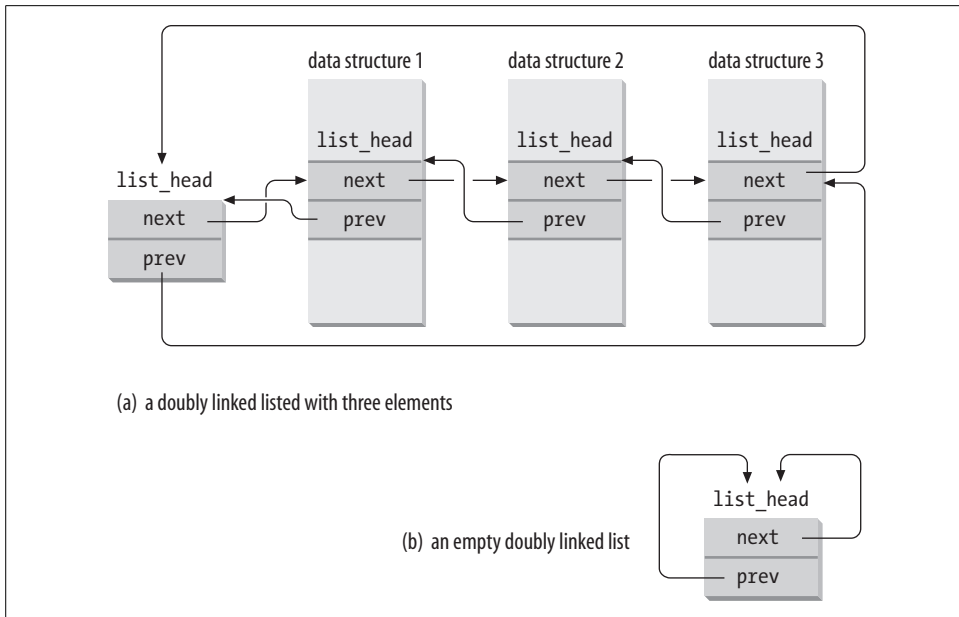 data structure 1
data structure 2
data structure 3
list_head
list_head
list_head
list_head
next
next
next
next
prev
prev
prev
prev
(a) a doubly linked listed with three elements
list_head
(b) an empty doubly linked list
next
prev